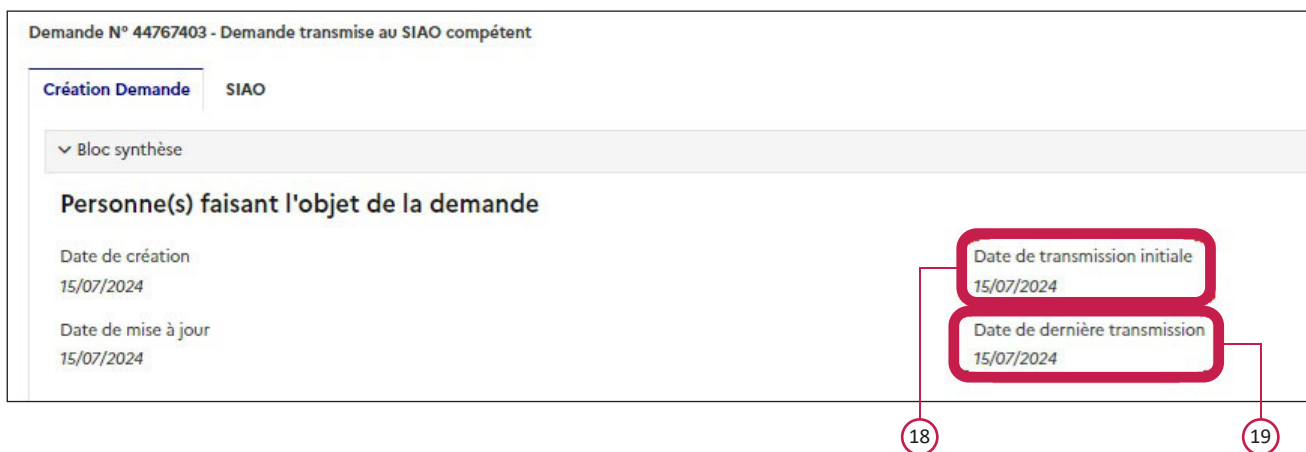 Demande N° 44767403 - Demande transmise au SIAO compétent
Création Demande SIAO
Bloc synthèse
Personne(s) faisant l'objet de la demande
Date de création
15/07/2024
Date de transmission initiale
15/07/2024
Date de mise à jour
15/07/2024
Date de dernière transmission
15/07/2024
18
19